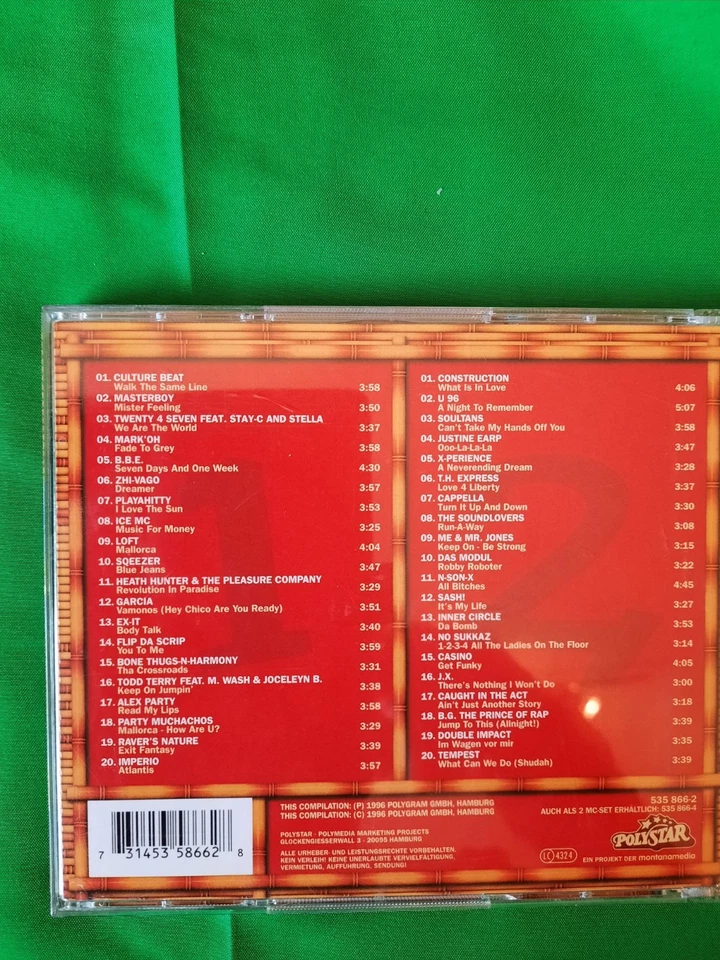 01. CULTURE BEAT
Walk The Same Line 3:58
02. MASTERBOY
Mister Feeling 3:50
03. TWENTY 4 SEVEN FEAT. STAY-C AND STELLA
We Are The World 3:37
04. MARK'OH
Fade To Grey 3:58
05. B.B.E.
Seven Days And One Week 4:30
06. ZHI-VAGO
Dreamer 3:57
07. PLAYAHITTY
I Love The Sun 3:53
08. ICE MC
Music For Money 3:25
09. LOFT
Mallorca 4:04
10. SQEEZER
Blue Jeans 3:47
11. HEATH HUNTER & THE PLEASURE COMPANY
Revolution In Paradise 3:29
12. GARCIA
Vamonos (Hey Chico Are You Ready) 3:51
13. EX-IT
Body Talk 3:40
14. FLIP DA SCRIP
You To Me 3:59
15. BONE THUGS-N-HARMONY
Tha Crossroads 3:31
16. TODD TERRY FEAT. M. WASH & JOCELEYN B.
Keep On Jumpin' 3:38
17. ALEX PARTY
Read My Lips 3:58
18. PARTY MUCHACHOS
Mallorca - How Are U? 3:29
19. RAVER'S NATURE
Exit Fantasy 3:39
20. IMPERIO
Atlantis 3:57
01. CONSTRUCTION
What Is In Love 4:06
02. U 96
A Night To Remember 5:07
03. SOULTANS
Can't Take My Hands Off You 3:58
04. JUSTINE EARP
Ooo-La-La-La 3:47
05. X-PERIENCE
A Neverending Dream 3:28
06. T.H. EXPRESS
Love 4 Liberty 3:37
07. CAPPELLA
Turn It Up And Down 3:30
08. THE SOUNDLOVERS
Run-A-Way 3:08
09. ME & MR. JONES
Keep On - Be Strong 3:15
10. DAS MODUL
Robby Roboter 3:22
11. N-SON-X
All Bitches 4:45
12. SASH!
It's My Life 3:27
13. INNER CIRCLE
Da Bomb 3:53
14. NO SUKKAZ
1-2-3-4 All The Ladies On The Floor 3:14
15. CASINO
Get Funky 4:05
16. J.X.
There's Nothing I Won't Do 3:00
17. CAUGHT IN THE ACT
Ain't Just Another Story 3:18
18. B.G. THE PRINCE OF RAP
Jump To This (Allnight!) 3:39
19. DOUBLE IMPACT
Im Wagen vor mir 3:35
20. TEMPEST
What Can We Do (Shudah) 3:39
1 2
7 31453 58662 8
THIS COMPILATION: (P) 1996 POLYGRAM GMBH, HAMBURG
THIS COMPILATION: (C) 1996 POLYGRAM GMBH, HAMBURG
POLYSTAR · POLYMEDIA MARKETING PROJECTS
GLOCKENGIESSERWALL 3 · 20095 HAMBURG
ALLE URHEBER- UND LEISTUNGSRECHTE VORBEHALTEN.
KEIN VERLEIH! KEINE UNERLAUBTE VERVIELFÄLTIGUNG,
VERMIETUNG, AUFFÜHRUNG, SENDUNG!
535 866-2
AUCH ALS 2 MC-SET ERHÄLTLICH: 535 866-4
LC 4324
POLYSTAR
EIN PROJEKT DER montanamedia